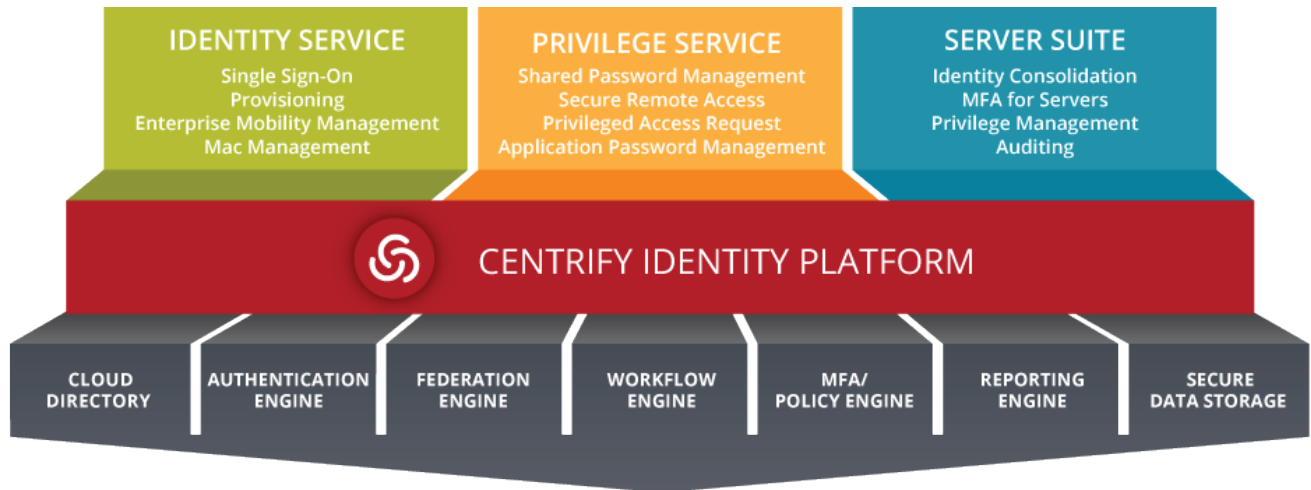 IDENTITY SERVICE
Single Sign-On
Provisioning
Enterprise Mobility Management
Mac Management
PRIVILEGE SERVICE
Shared Password Management
Secure Remote Access
Privileged Access Request
Application Password Management
SERVER SUITE
Identity Consolidation
MFA for Servers
Privilege Management
Auditing
CENTRIFY IDENTITY PLATFORM
CLOUD
DIRECTORY
AUTHENTICATION
ENGINE
FEDERATION
ENGINE
WORKFLOW
ENGINE
MFA/
POLICY ENGINE
REPORTING
ENGINE
SECURE
DATA STORAGE